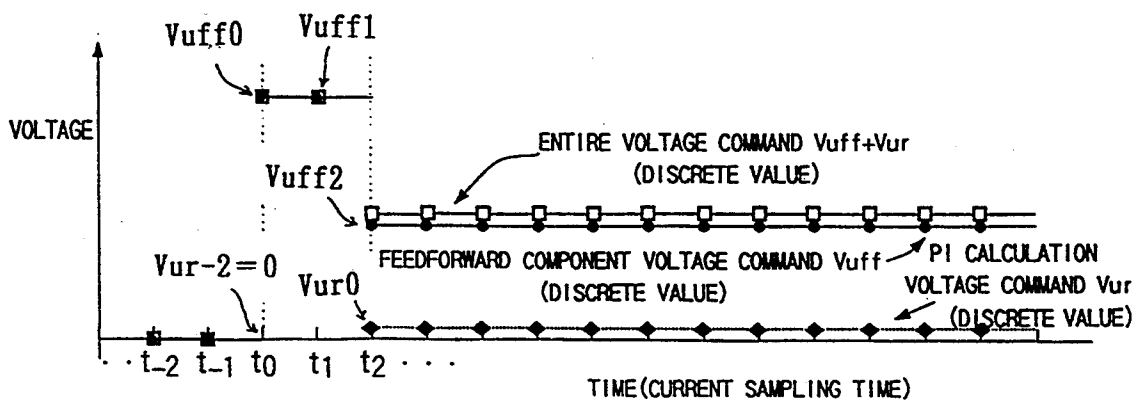 Vuff0
Vuff1
VOLTAGE
ENTIRE VOLTAGE COMMAND Vuff+Vur
(DISCRETE VALUE)
Vuff2
FEEDFORWARD COMPONENT VOLTAGE COMMAND Vuff
(DISCRETE VALUE)
PI CALCULATION
VOLTAGE COMMAND Vur
(DISCRETE VALUE)
Vur-2=0
Vur0
··· t-2 t-1 t0 t1 t2 ···
TIME(CURRENT SAMPLING TIME)